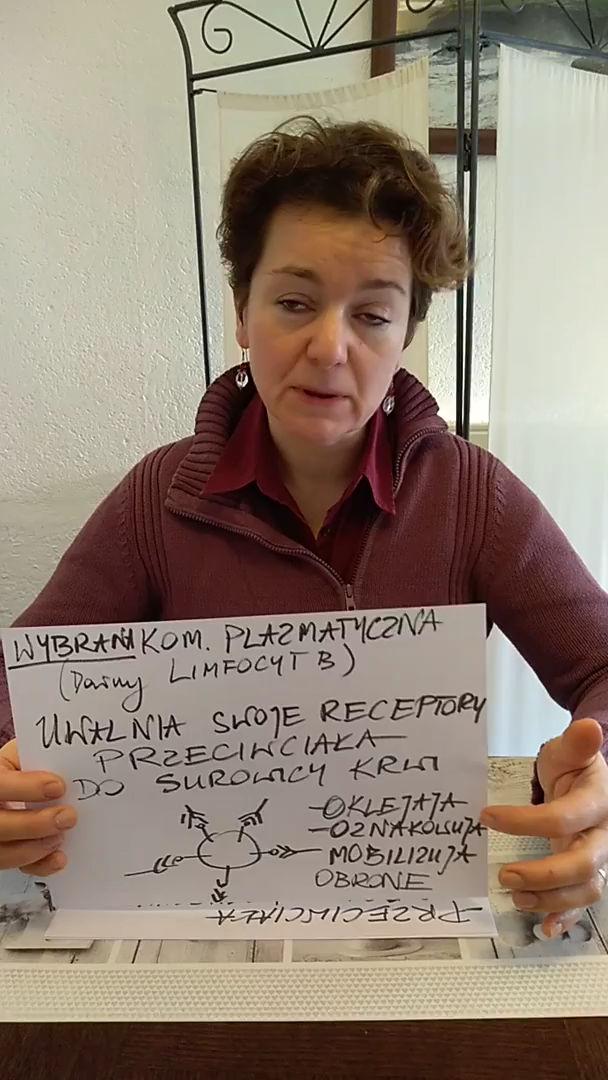 WYBRANA KOM. PLAZMATYCZNA
(Dawny LIMFOCYT B)
UWALNIA SWOJE RECEPTORY
PRZECIWCIAŁA
DO SUROWICY KRWI
-OKLEJAJĄ
-OZNAKOWUJĄ
MOBILIZUJĄ
OBRONĘ
-PRZECIWCIAŁA